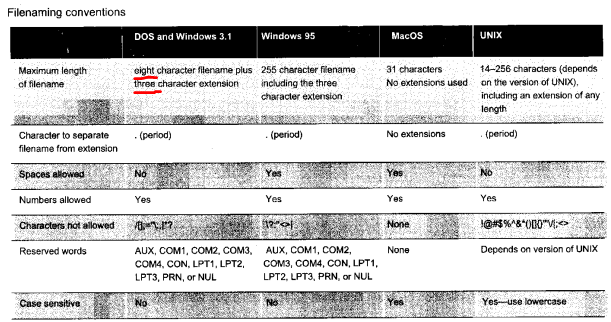 Filenaming conventions
DOS and Windows 3.1 Windows 95 MacOS UNIX
Maximum length eight character filename plus 255 character filename 31 characters 14–256 characters (depends
of filename three character extension including the three No extensions used on the version of UNIX),
character extension including an extension of any
length
Character to separate . (period) . (period) No extensions . (period)
filename from extension
Spaces allowed No Yes Yes No
Numbers allowed Yes Yes Yes Yes
Characters not allowed None
Reserved words AUX, COM1, COM2, COM3, AUX, COM1, COM2, None Depends on version of UNIX
COM4, CON, LPT1, LPT2, COM3, COM4, CON, LPT1,
LPT3, PRN, or NUL LPT2, LPT3, PRN, or NUL
Case sensitive No No Yes Yes—use lowercase